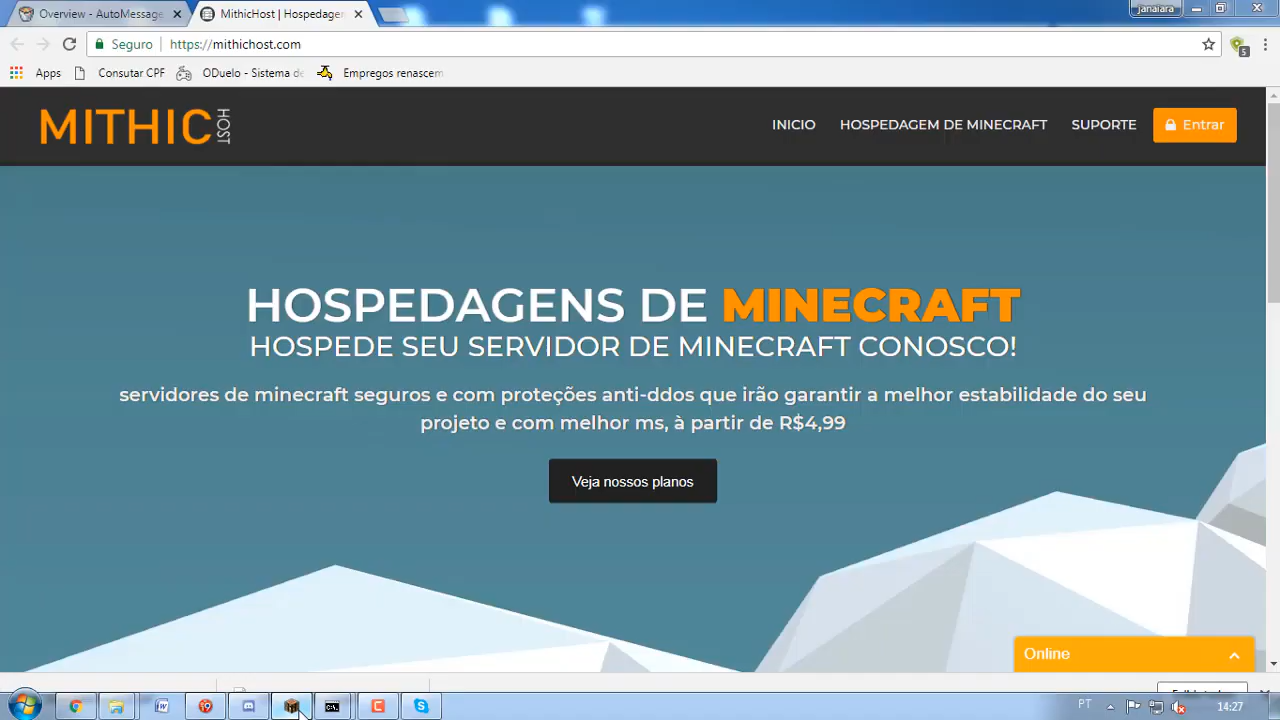 Overview - AutoMessage
MithicHost | Hospedagen
janaiara
Seguro
https://mithichost.com
5
Apps
Consutar CPF
ODuelo - Sistema de
Empregos renascem
MITHIC HOST
INICIO
HOSPEDAGEM DE MINECRAFT
SUPORTE
Entrar
HOSPEDAGENS DE MINECRAFT
HOSPEDE SEU SERVIDOR DE MINECRAFT CONOSCO!
servidores de minecraft seguros e com proteções anti-ddos que irão garantir a melhor estabilidade do seu
projeto e com melhor ms, à partir de R$4,99
Veja nossos planos
Online
PT
14:27